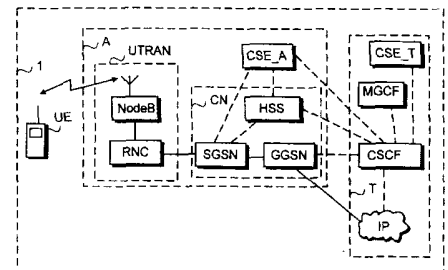 A
1
UTRAN
CSE_A
CSE_T
CN
MGCF
NodeB
HSS
UE
RNC
SGSN
GGSN
CSCF
T
IP